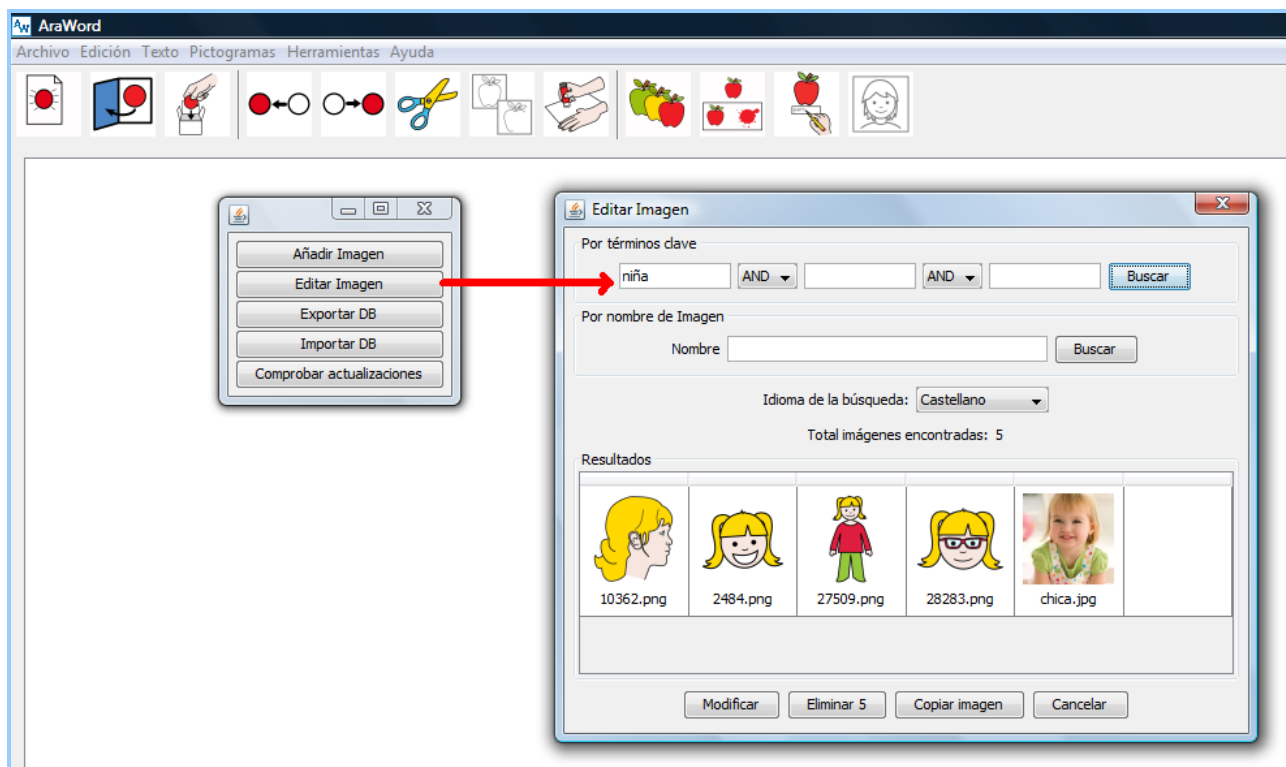 AW AraWord
Archivo Edición Texto Pictogramas Herramientas Ayuda
Añadir Imagen
Editar Imagen
Exportar DB
Importar DB
Comprobar actualizaciones
Editar Imagen
Por términos clave
niña AND AND Buscar
Por nombre de Imagen
Nombre Buscar
Idioma de la búsqueda: Castellano
Total imágenes encontradas: 5
Resultados
10362.png 2484.png 27509.png 28283.png chica.jpg
Modificar Eliminar 5 Copiar imagen Cancelar